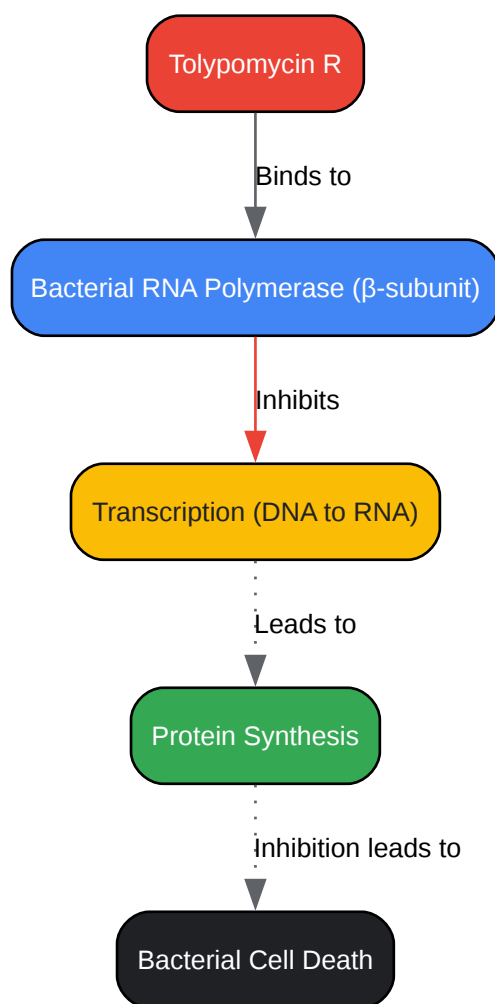 Tolypomycin R
Binds to
Bacterial RNA Polymerase (β-subunit)
Inhibits
Transcription (DNA to RNA)
Leads to
Protein Synthesis
Inhibition leads to
Bacterial Cell Death